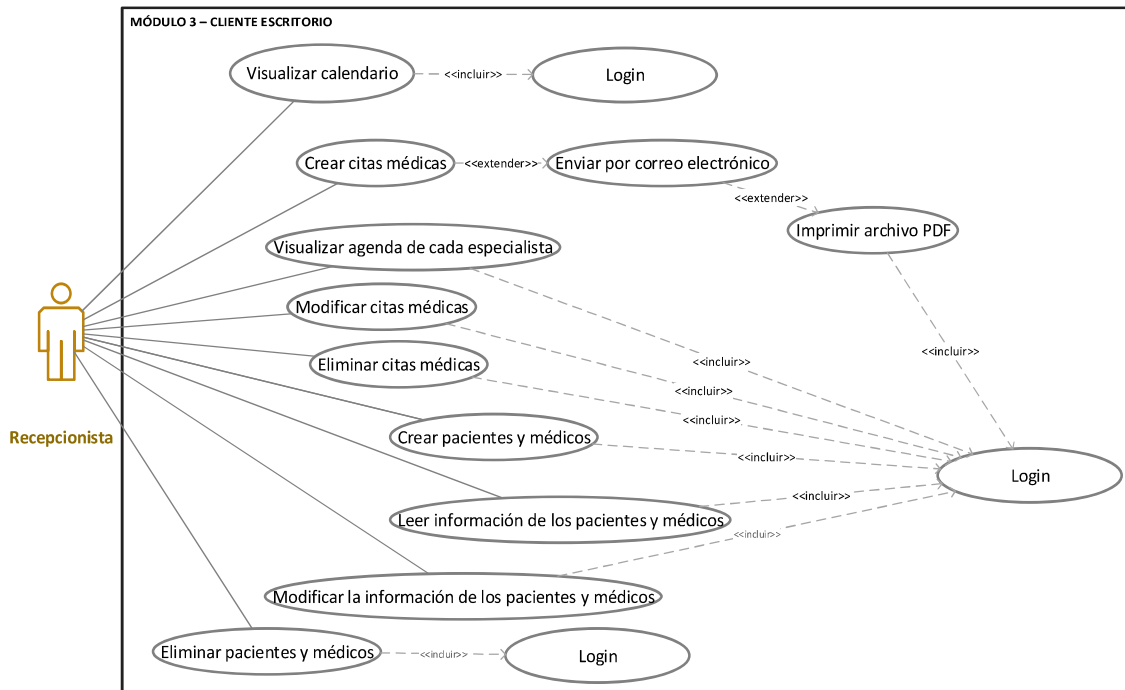 MÓDULO 3 – CLIENTE ESCRITORIO
Visualizar calendario
<<incluir>>
Login
Crear citas médicas
<<extender>>
Enviar por correo electrónico
<<extender>>
Imprimir archivo PDF
Visualizar agenda de cada especialista
Modificar citas médicas
Eliminar citas médicas
<<incluir>>
<<incluir>>
<<incluir>>
<<incluir>>
Recepcionista
Crear pacientes y médicos
<<incluir>>
Login
Leer información de los pacientes y médicos
<<incluir>>
<<incluir>>
Modificar la información de los pacientes y médicos
Eliminar pacientes y médicos
<<incluir>>
Login